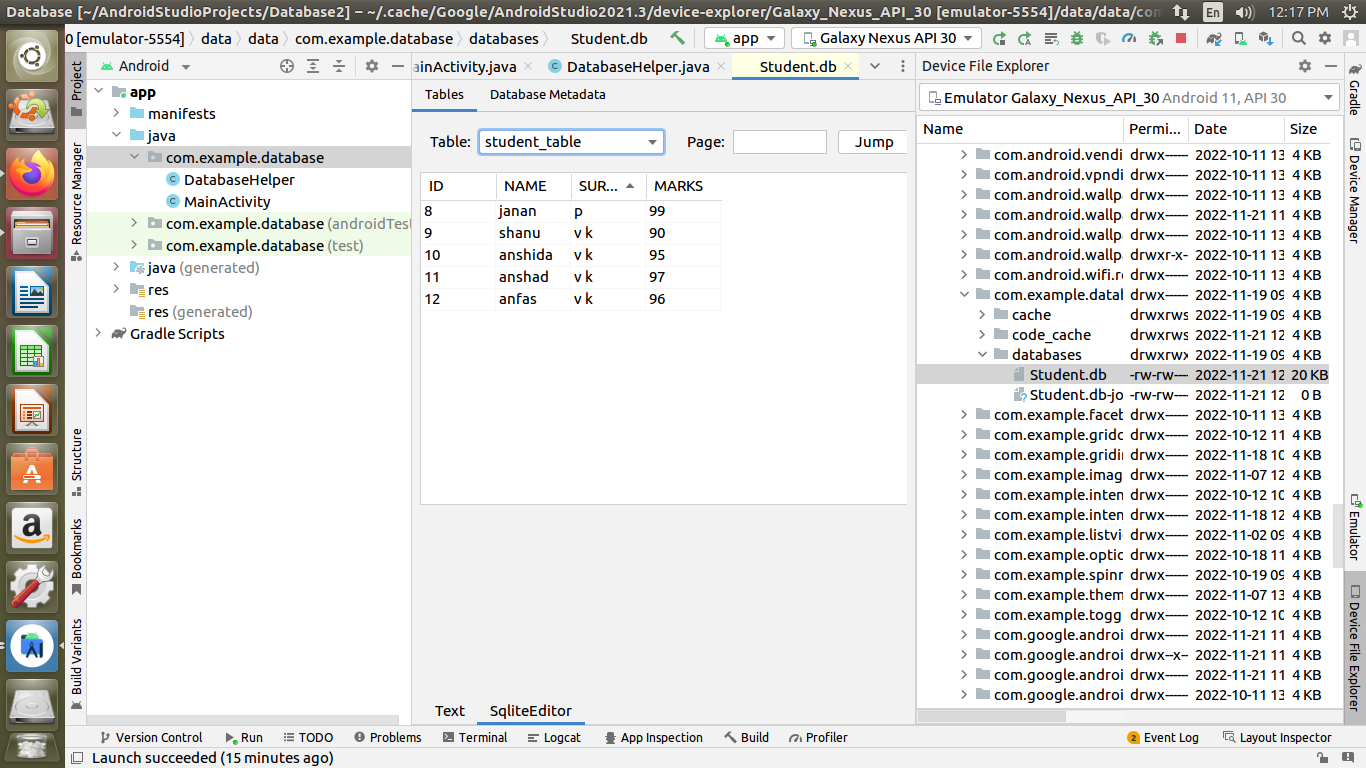 Database [~/AndroidStudioProjects/Database2] – ~/.cache/Google/AndroidStudio2021.3/device-explorer/Galaxy_Nexus_API_30 [emulator-5554]/data/data/com
En
12:17 PM
0 [emulator-5554] data data com.example.database databases Student.db
app
Galaxy Nexus API 30
Project
Resource Manager
Structure
Bookmarks
Build Variants
Android
app
manifests
java
com.example.database
DatabaseHelper
MainActivity
com.example.database (androidTest
com.example.database (test)
java (generated)
res
res (generated)
Gradle Scripts
ainActivity.java DatabaseHelper.java Student.db
Tables Database Metadata
Table: student_table Page: Jump
ID NAME SUR... MARKS
8 janan p 99
9 shanu v k 90
10 anshida v k 95
11 anshad v k 97
12 anfas v k 96
Text SqliteEditor
Device File Explorer
Emulator Galaxy_Nexus_API_30 Android 11, API 30
Name Permi... Date Size
com.android.vendi drwx------ 2022-10-11 13 4 KB
com.android.vpndi drwx------ 2022-10-11 13 4 KB
com.android.wallpa drwx------ 2022-10-11 13 4 KB
com.android.wallpa drwx------ 2022-11-21 11 4 KB
com.android.wallpa drwx------ 2022-10-11 13 4 KB
com.android.wallpa drwxr-x- 2022-10-11 13 4 KB
com.android.wifi.re drwx------ 2022-10-11 13 4 KB
com.example.datab drwx------ 2022-11-19 09 4 KB
cache drwxrws 2022-11-19 09 4 KB
code_cache drwxrws 2022-11-21 12 4 KB
databases drwxrwx 2022-11-19 09 4 KB
Student.db -rw-rw---- 2022-11-21 12 20 KB
Student.db-jo -rw-rw---- 2022-11-21 12 0 B
com.example.faceb drwx------ 2022-10-11 13 4 KB
com.example.gridc drwx------ 2022-10-12 11 4 KB
com.example.gridin drwx------ 2022-11-18 10 4 KB
com.example.imag drwx------ 2022-11-07 12 4 KB
com.example.inten drwx------ 2022-10-12 10 4 KB
com.example.inten drwx------ 2022-11-18 12 4 KB
com.example.listvi drwx------ 2022-11-02 09 4 KB
com.example.optio drwx------ 2022-10-18 11 4 KB
com.example.spinn drwx------ 2022-10-19 09 4 KB
com.example.them drwx------ 2022-11-07 13 4 KB
com.example.togg drwx------ 2022-10-12 10 4 KB
com.google.androi drwx------ 2022-11-21 11 4 KB
com.google.androi drwx--x-- 2022-11-21 11 4 KB
com.google.androi drwx------ 2022-11-21 11 4 KB
com.google.androi drwx------ 2022-10-11 13 4 KB
Gradle
Device Manager
Emulator
Device File Explorer
Version Control Run TODO Problems Terminal Logcat App Inspection Build Profiler 2 Event Log Layout Inspector
Launch succeeded (15 minutes ago)